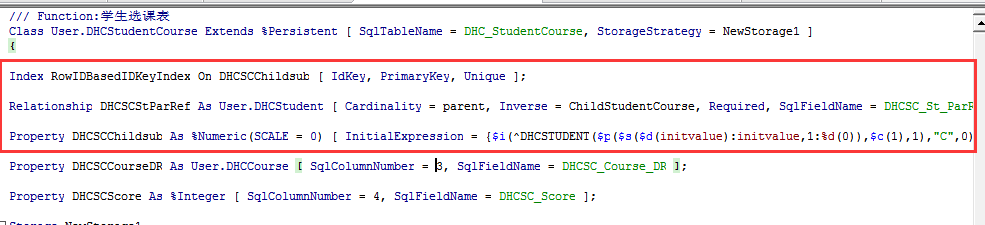 /// Function:学生选课表
Class User.DHCStudentCourse Extends %Persistent [ SqlTableName = DHC_StudentCourse, StorageStrategy = NewStorage1 ]
{
Index RowIDBasedIDKeyIndex On DHCSCChildsub [ IdKey, PrimaryKey, Unique ];
Relationship DHCSCStParRef As User.DHCStudent [ Cardinality = parent, Inverse = ChildStudentCourse, Required, SqlFieldName = DHCSC_St_ParR
Property DHCSCChildsub As %Numeric(SCALE = 0) [ InitialExpression = {$i(^DHCSTUDENT($p($s($d(initvalue):initvalue,1:%d(0)),$c(1),1),"C",0)
Property DHCSCCourseDR As User.DHCCourse [ SqlColumnNumber = 3, SqlFieldName = DHCSC_Course_DR ];
Property DHCSCScore As %Integer [ SqlColumnNumber = 4, SqlFieldName = DHCSC_Score ];
Storage NewStorage1